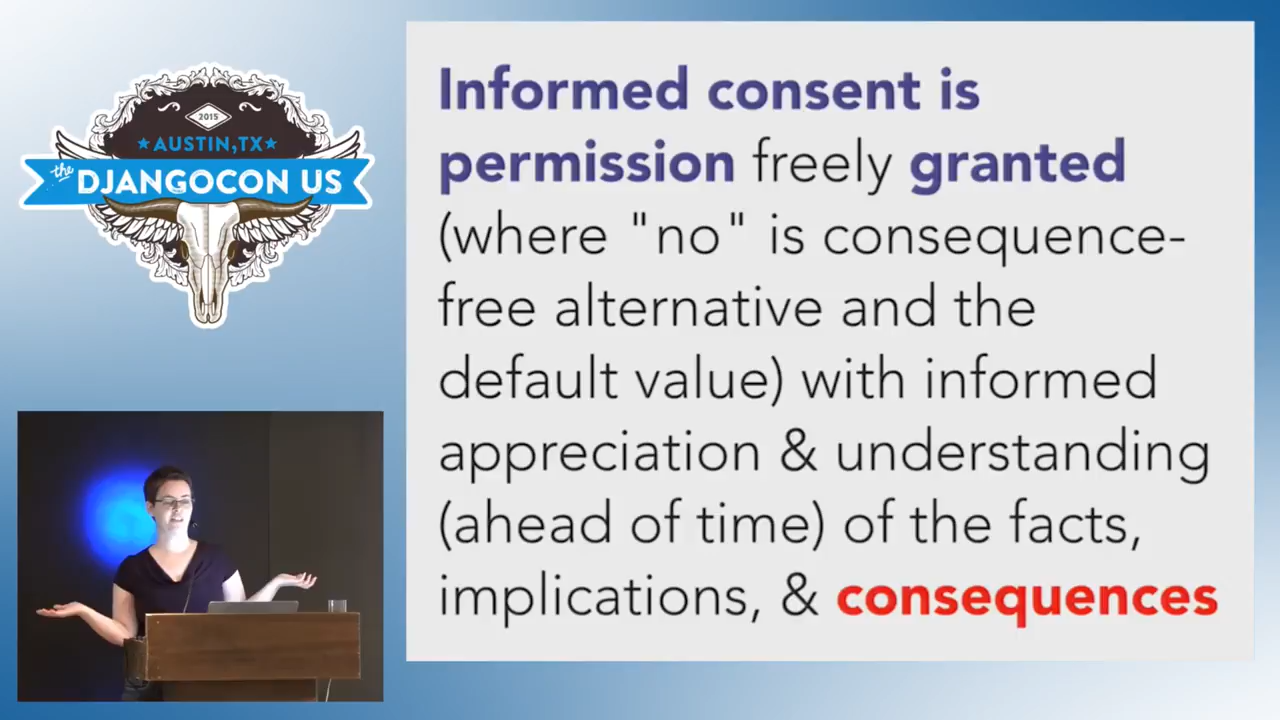 2015
★AUSTIN,TX★
the DJANGOCON US
Informed consent is
permission freely granted
(where "no" is consequence-
free alternative and the
default value) with informed
appreciation & understanding
(ahead of time) of the facts,
implications, & consequences